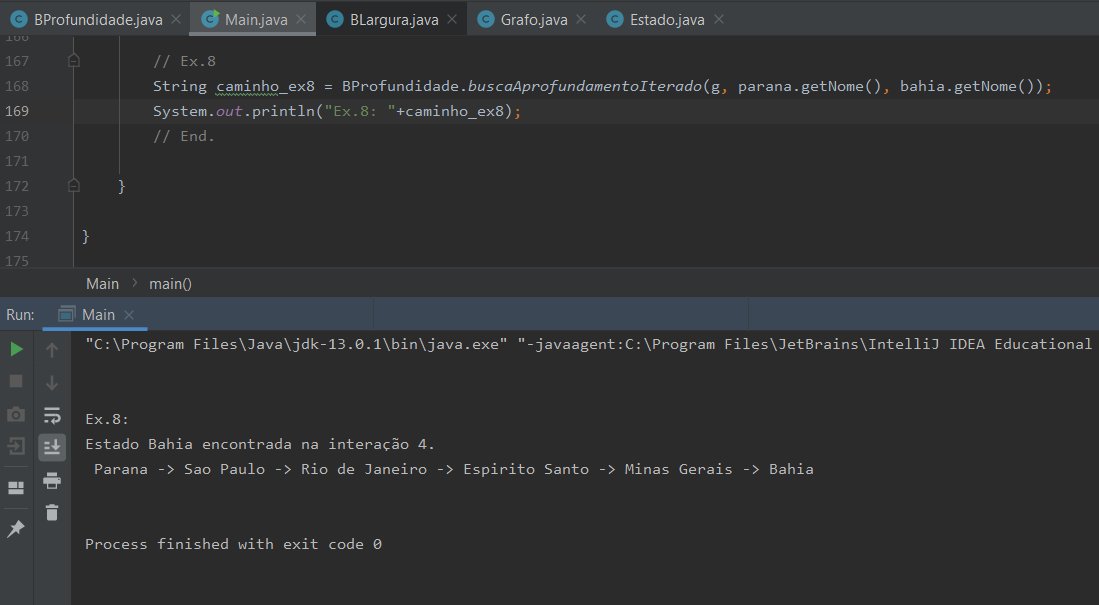 BProfundidade.java Main.java BLargura.java Grafo.java Estado.java
166
167 // Ex.8
168 String caminho_ex8 = BProfundidade.buscaAprofundamentoIterado(g, parana.getNome(), bahia.getNome());
169 System.out.println("Ex.8: "+caminho_ex8);
170 // End.
171
172 }
173
174 }
175
Main > main()
Run: Main
"C:\Program Files\Java\jdk-13.0.1\bin\java.exe" "-javaagent:C:\Program Files\JetBrains\IntelliJ IDEA Educational
Ex.8:
Estado Bahia encontrada na interação 4.
Parana -> Sao Paulo -> Rio de Janeiro -> Espirito Santo -> Minas Gerais -> Bahia
Process finished with exit code 0